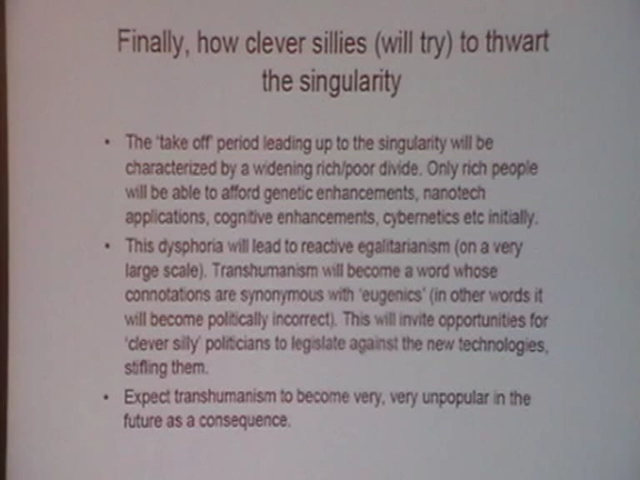 Finally, how clever sillies (will try) to thwart
the singularity
• The 'take off' period leading up to the singularity will be
characterized by a widening rich/poor divide. Only rich people
will be able to afford genetic enhancements, nanotech
applications, cognitive enhancements, cybernetics etc initially.
• This dysphoria will lead to reactive egalitarianism (on a very
large scale). Transhumanism will become a word whose
connotations are synonymous with 'eugenics' (in other words it
will become politically incorrect). This will invite opportunities for
'clever silly' politicians to legislate against the new technologies,
stifling them.
• Expect transhumanism to become very, very unpopular in the
future as a consequence.